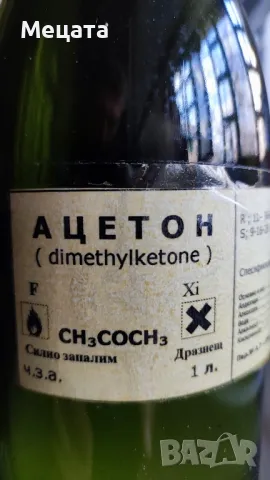 Мецата
АЦЕТОН
( dimethylketone )
F
Xi
CH₃COCH₃
Силно запалим
Дразнещ
ч.з.а.
1 л.
bazar